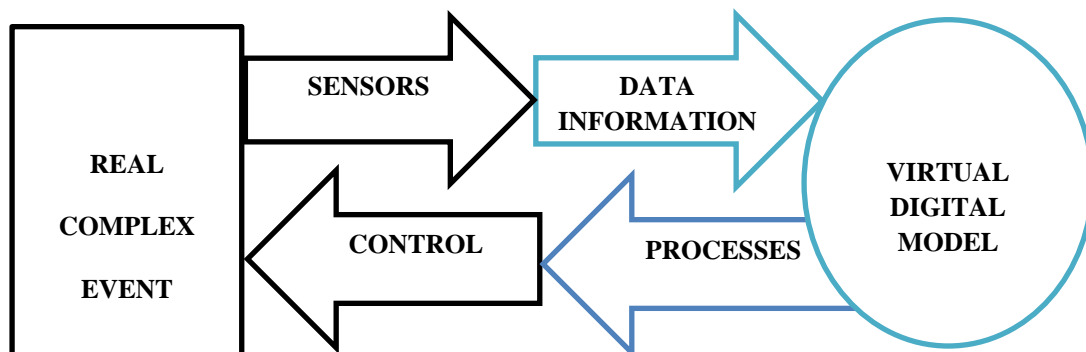 REAL
COMPLEX
EVENT
SENSORS
DATA
INFORMATION
VIRTUAL
DIGITAL
MODEL
PROCESSES
CONTROL